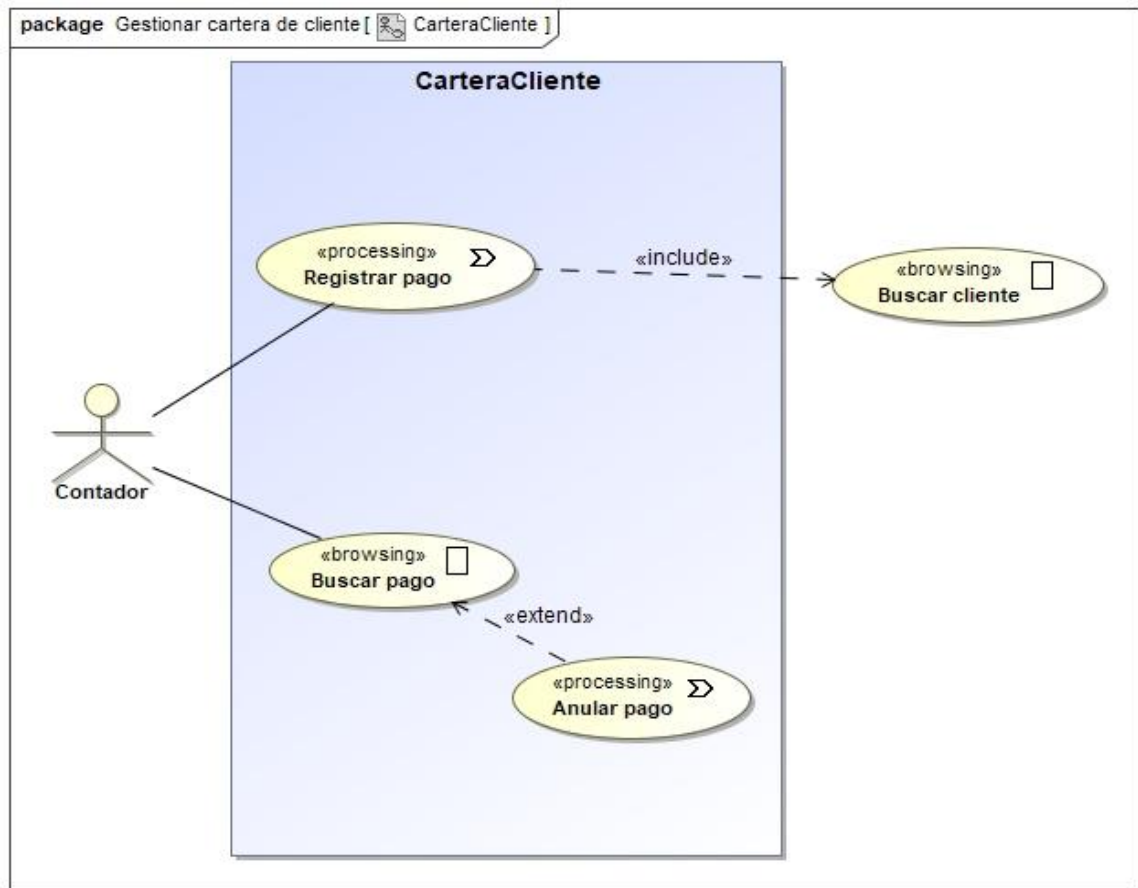 package Gestionar cartera de cliente [ CarteraCliente ]
CarteraCliente
«processing»
Registrar pago
«include»
«browsing»
Buscar cliente
Contador
«browsing»
Buscar pago
«extend»
«processing»
Anular pago